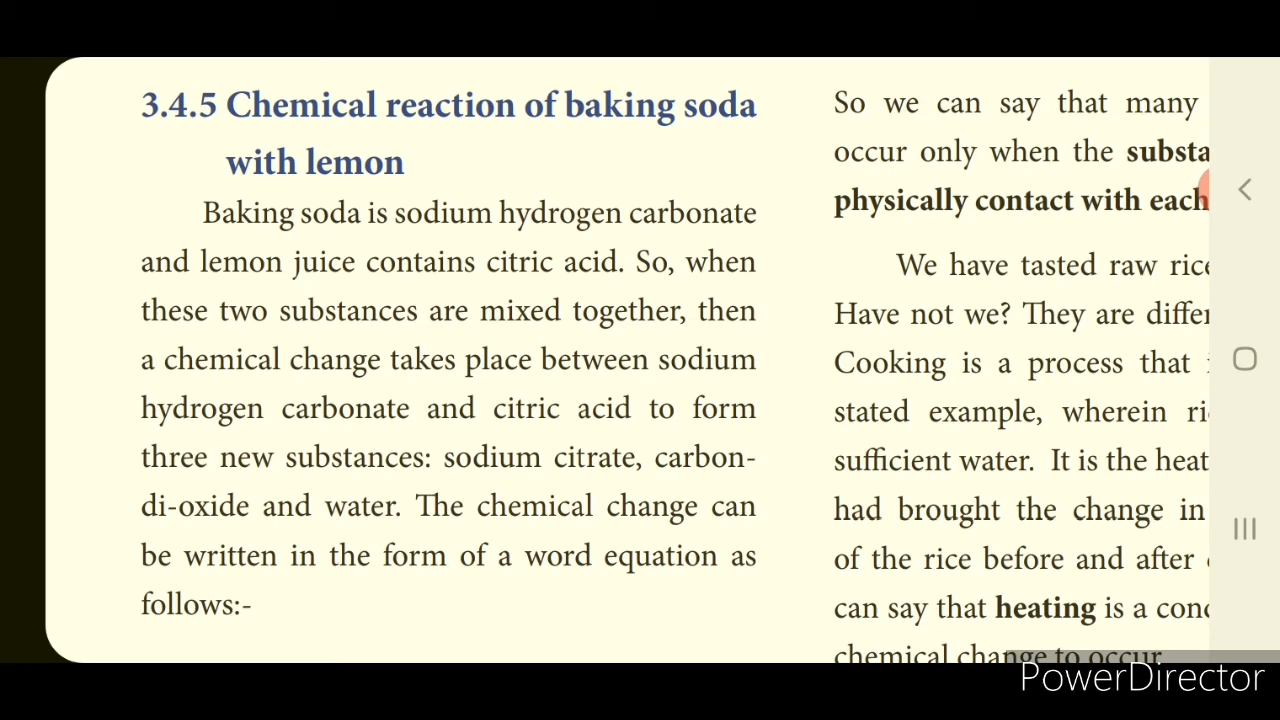 3.4.5 Chemical reaction of baking soda
with lemon
Baking soda is sodium hydrogen carbonate
and lemon juice contains citric acid. So, when
these two substances are mixed together, then
a chemical change takes place between sodium
hydrogen carbonate and citric acid to form
three new substances: sodium citrate, carbon-
di-oxide and water. The chemical change can
be written in the form of a word equation as
follows:-
So we can say that many
occur only when the
physically contact with each
We have tasted raw
Have not we? They are
Cooking is a process that
stated example, wherein
sufficient water. It is the
had brought the change in
of the rice before and after
can say that heating is a
chemical change to occur
PowerDirector